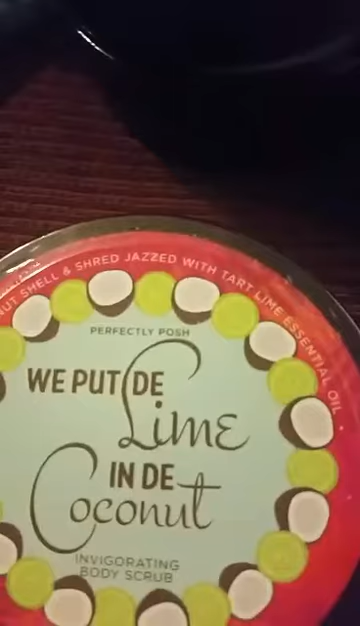 SHELL & SHRED JAZZED WITH TART LIME ESSENTIAL OIL •
PERFECTLY POSH
WE PUT DE
Lime
IN DE
Coconut
INVIGORATING
BODY SCRUB